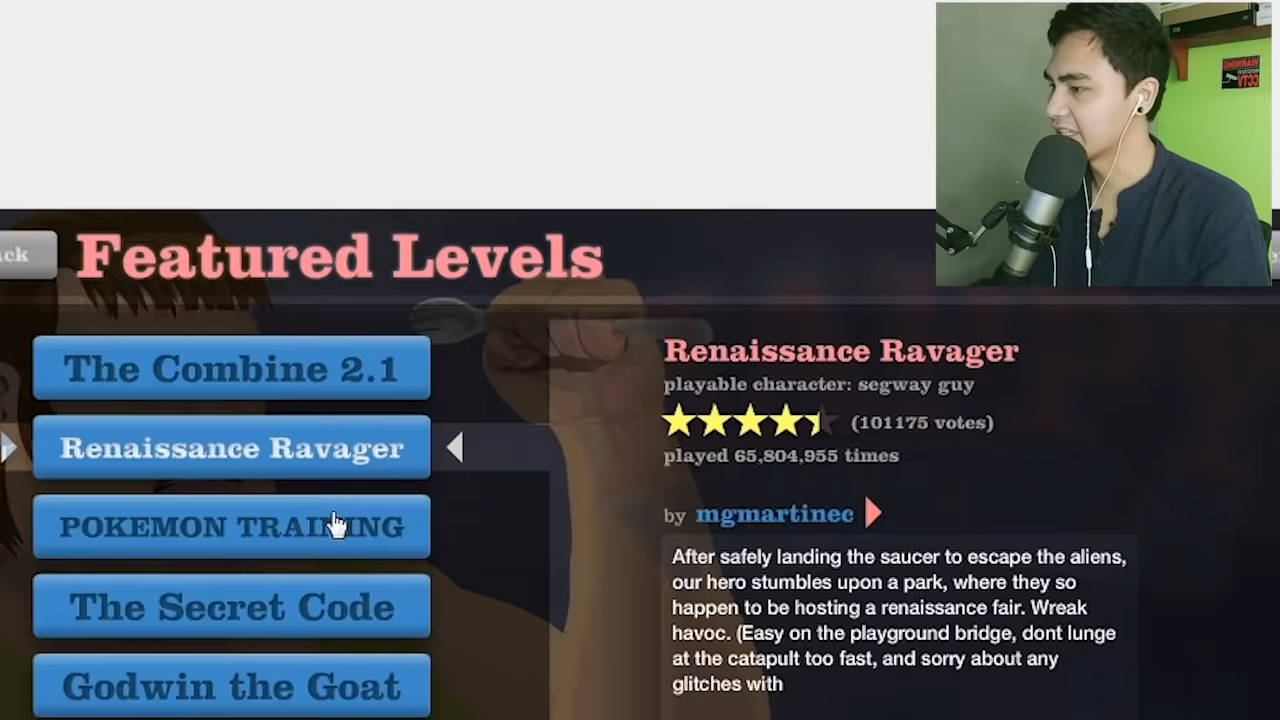 ack
Featured Levels
The Combine 2.1
Renaissance Ravager
POKEMON TRAINING
The Secret Code
Godwin the Goat
Renaissance Ravager
playable character: segway guy
(101175 votes)
played 65,804,955 times
by mgmartinec
After safely landing the saucer to escape the aliens,
our hero stumbles upon a park, where they so
happen to be hosting a renaissance fair. Wreak
havoc. (Easy on the playground bridge, dont lunge
at the catapult too fast, and sorry about any
glitches with
WARNING
CCTV